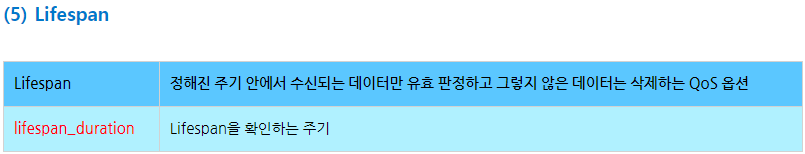 (5) Lifespan
Lifespan 정해진 주기 안에서 수신되는 데이터만 유효 판정하고 그렇지 않은 데이터는 삭제하는 QoS 옵션
lifespan_duration Lifespan을 확인하는 주기